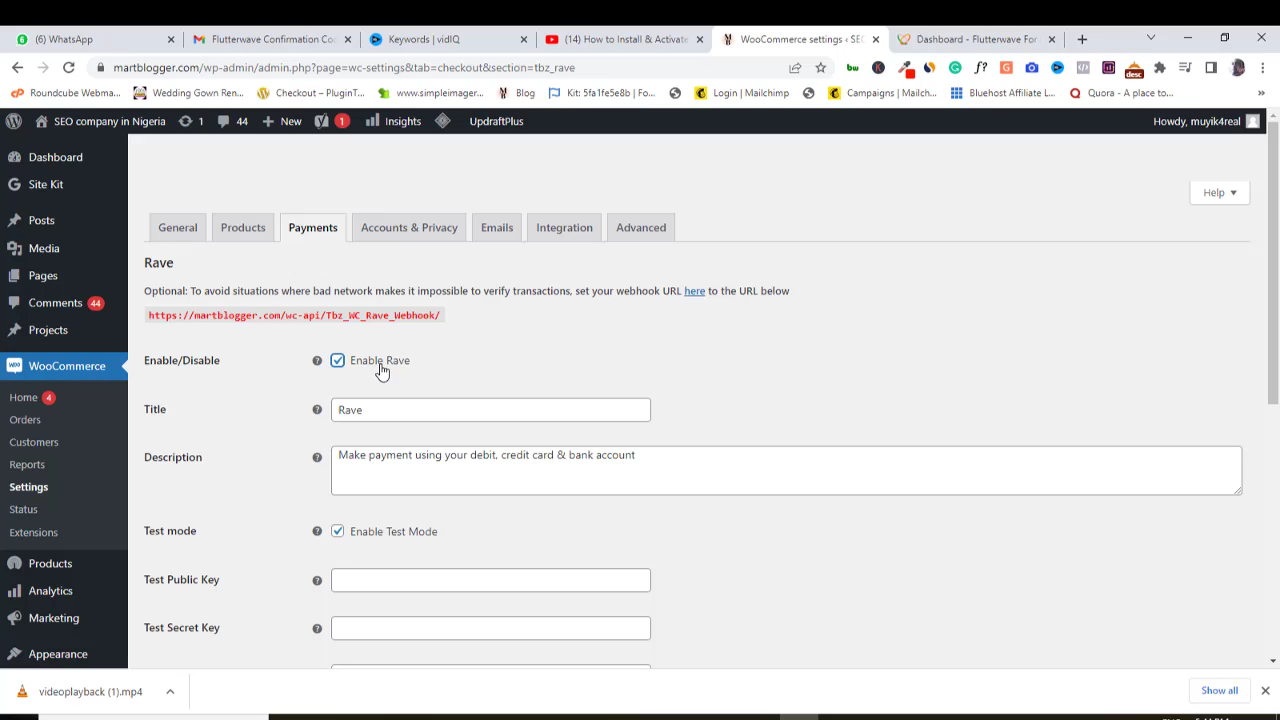 (6) WhatsApp
Flutterwave Confirmation Co
Keywords | vidIQ
(14) How to Install & Activate
WooCommerce settings ‹ SEO
Dashboard - Flutterwave For
martblogger.com/wp-admin/admin.php?page=wc-settings&tab=checkout&section=tbz_rave
Roundcube Webma...
Wedding Gown Ren...
Checkout – PluginT...
www.simpleimager...
Blog
Kit: 5fa1fe5e8b | Fo...
Login | Mailchimp
Campaigns | Mailch...
Bluehost Affiliate L...
Quora - A place to...
SEO company in Nigeria
1
44
New
1
Insights
UpdraftPlus
Howdy, muyik4real
Dashboard
Site Kit
Posts
Media
Pages
Comments 44
Projects
WooCommerce
Home 4
Orders
Customers
Reports
Settings
Status
Extensions
Products
Analytics
Marketing
Appearance
Help
General
Products
Payments
Accounts & Privacy
Emails
Integration
Advanced
Rave
Optional: To avoid situations where bad network makes it impossible to verify transactions, set your webhook URL here to the URL below
https://martblogger.com/wc-api/Tbz_WC_Rave_Webhook/
Enable/Disable
Enable Rave
Title
Rave
Description
Make payment using your debit, credit card & bank account
Test mode
Enable Test Mode
Test Public Key
Test Secret Key
videoplayback (1).mp4
Show all